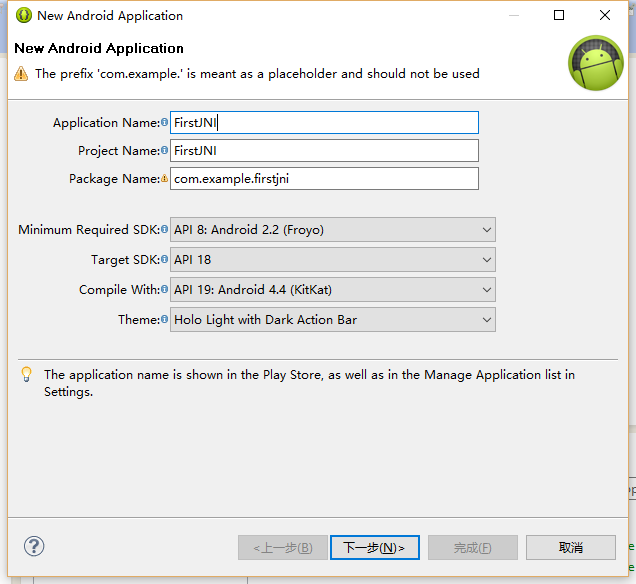 New Android Application
New Android Application
The prefix 'com.example.' is meant as a placeholder and should not be used
Application Name: FirstJNI
Project Name: FirstJNI
Package Name: com.example.firstjni
Minimum Required SDK: API 8: Android 2.2 (Froyo)
Target SDK: API 18
Compile With: API 19: Android 4.4 (KitKat)
Theme: Holo Light with Dark Action Bar
The application name is shown in the Play Store, as well as in the Manage Application list in
Settings.
<上一步(B) 下一步(N)> 完成(F) 取消